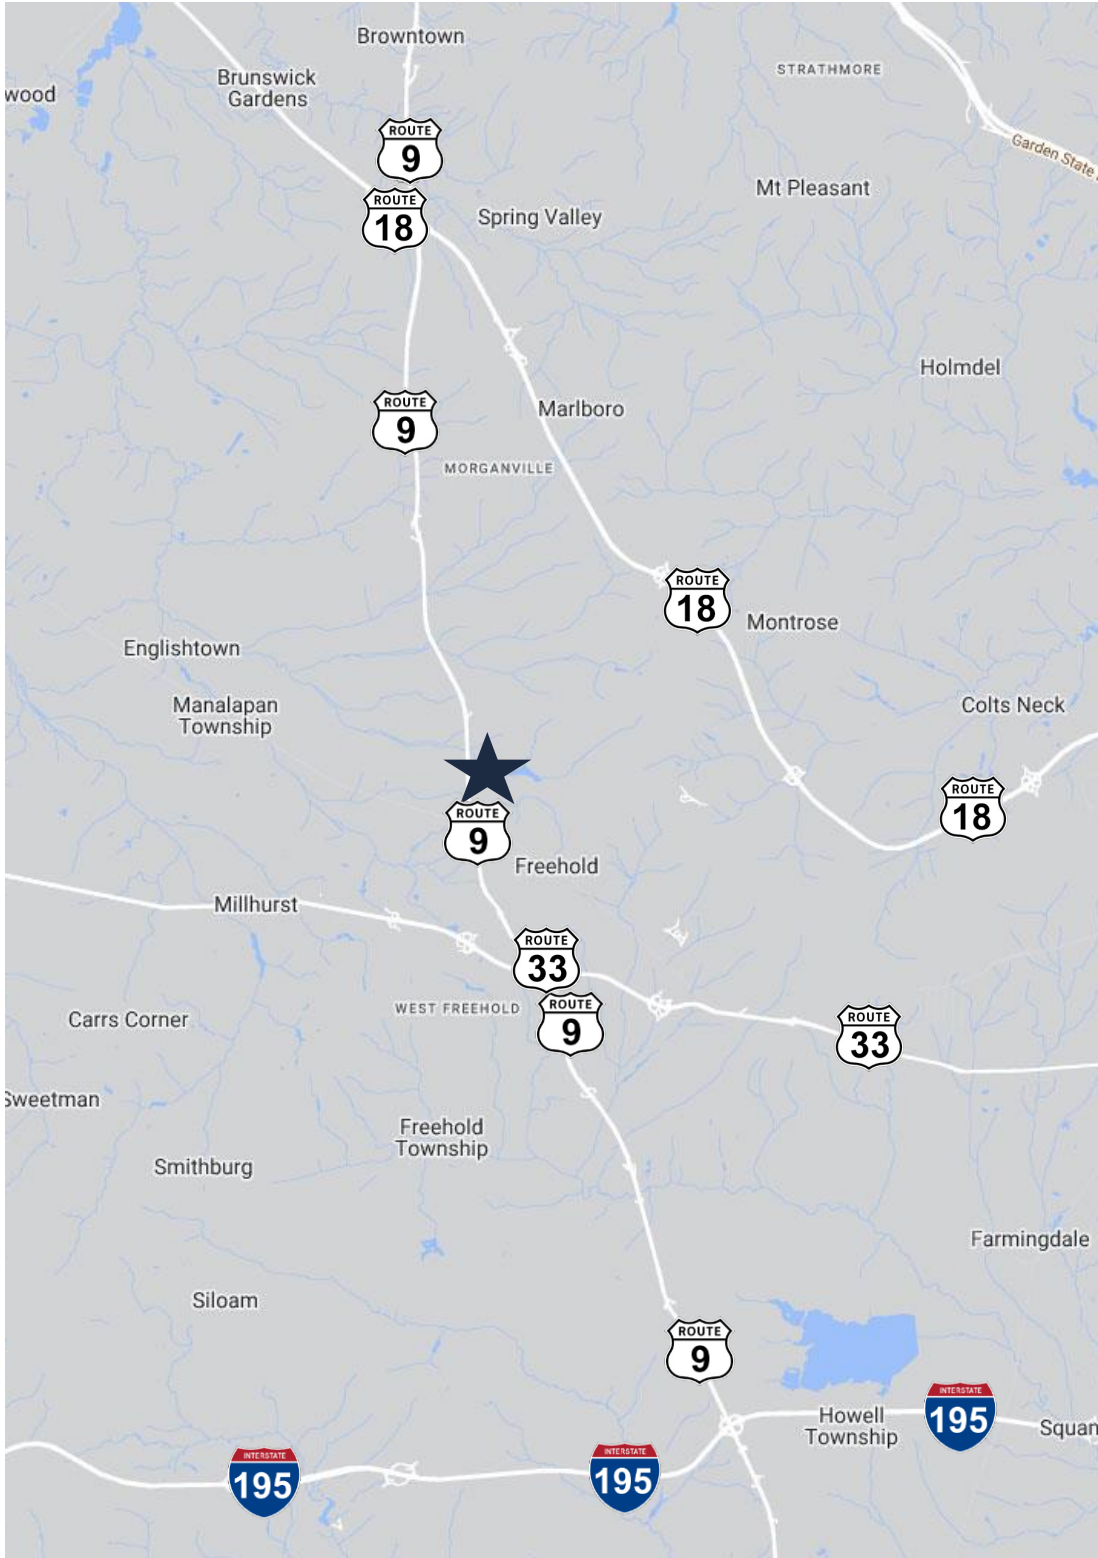 Browntown
STRATHMORE
Brunswick
Gardens
wood
ROUTE
9
Garden State
Mt Pleasant
ROUTE
18
Spring Valley
Holmdel
ROUTE
9
Marlboro
MORGANVILLE
ROUTE
18
Montrose
Englishtown
Manalapan
Township
Colts Neck
ROUTE
18
ROUTE
9
Freehold
Millhurst
ROUTE
33
ROUTE
9
WEST FREEHOLD
Carrs Corner
ROUTE
33
Sweetman
Freehold
Township
Smithburg
Farmingdale
Siloam
ROUTE
9
INTERSTATE
195
Howell
Township
Squan
INTERSTATE
195
INTERSTATE
195